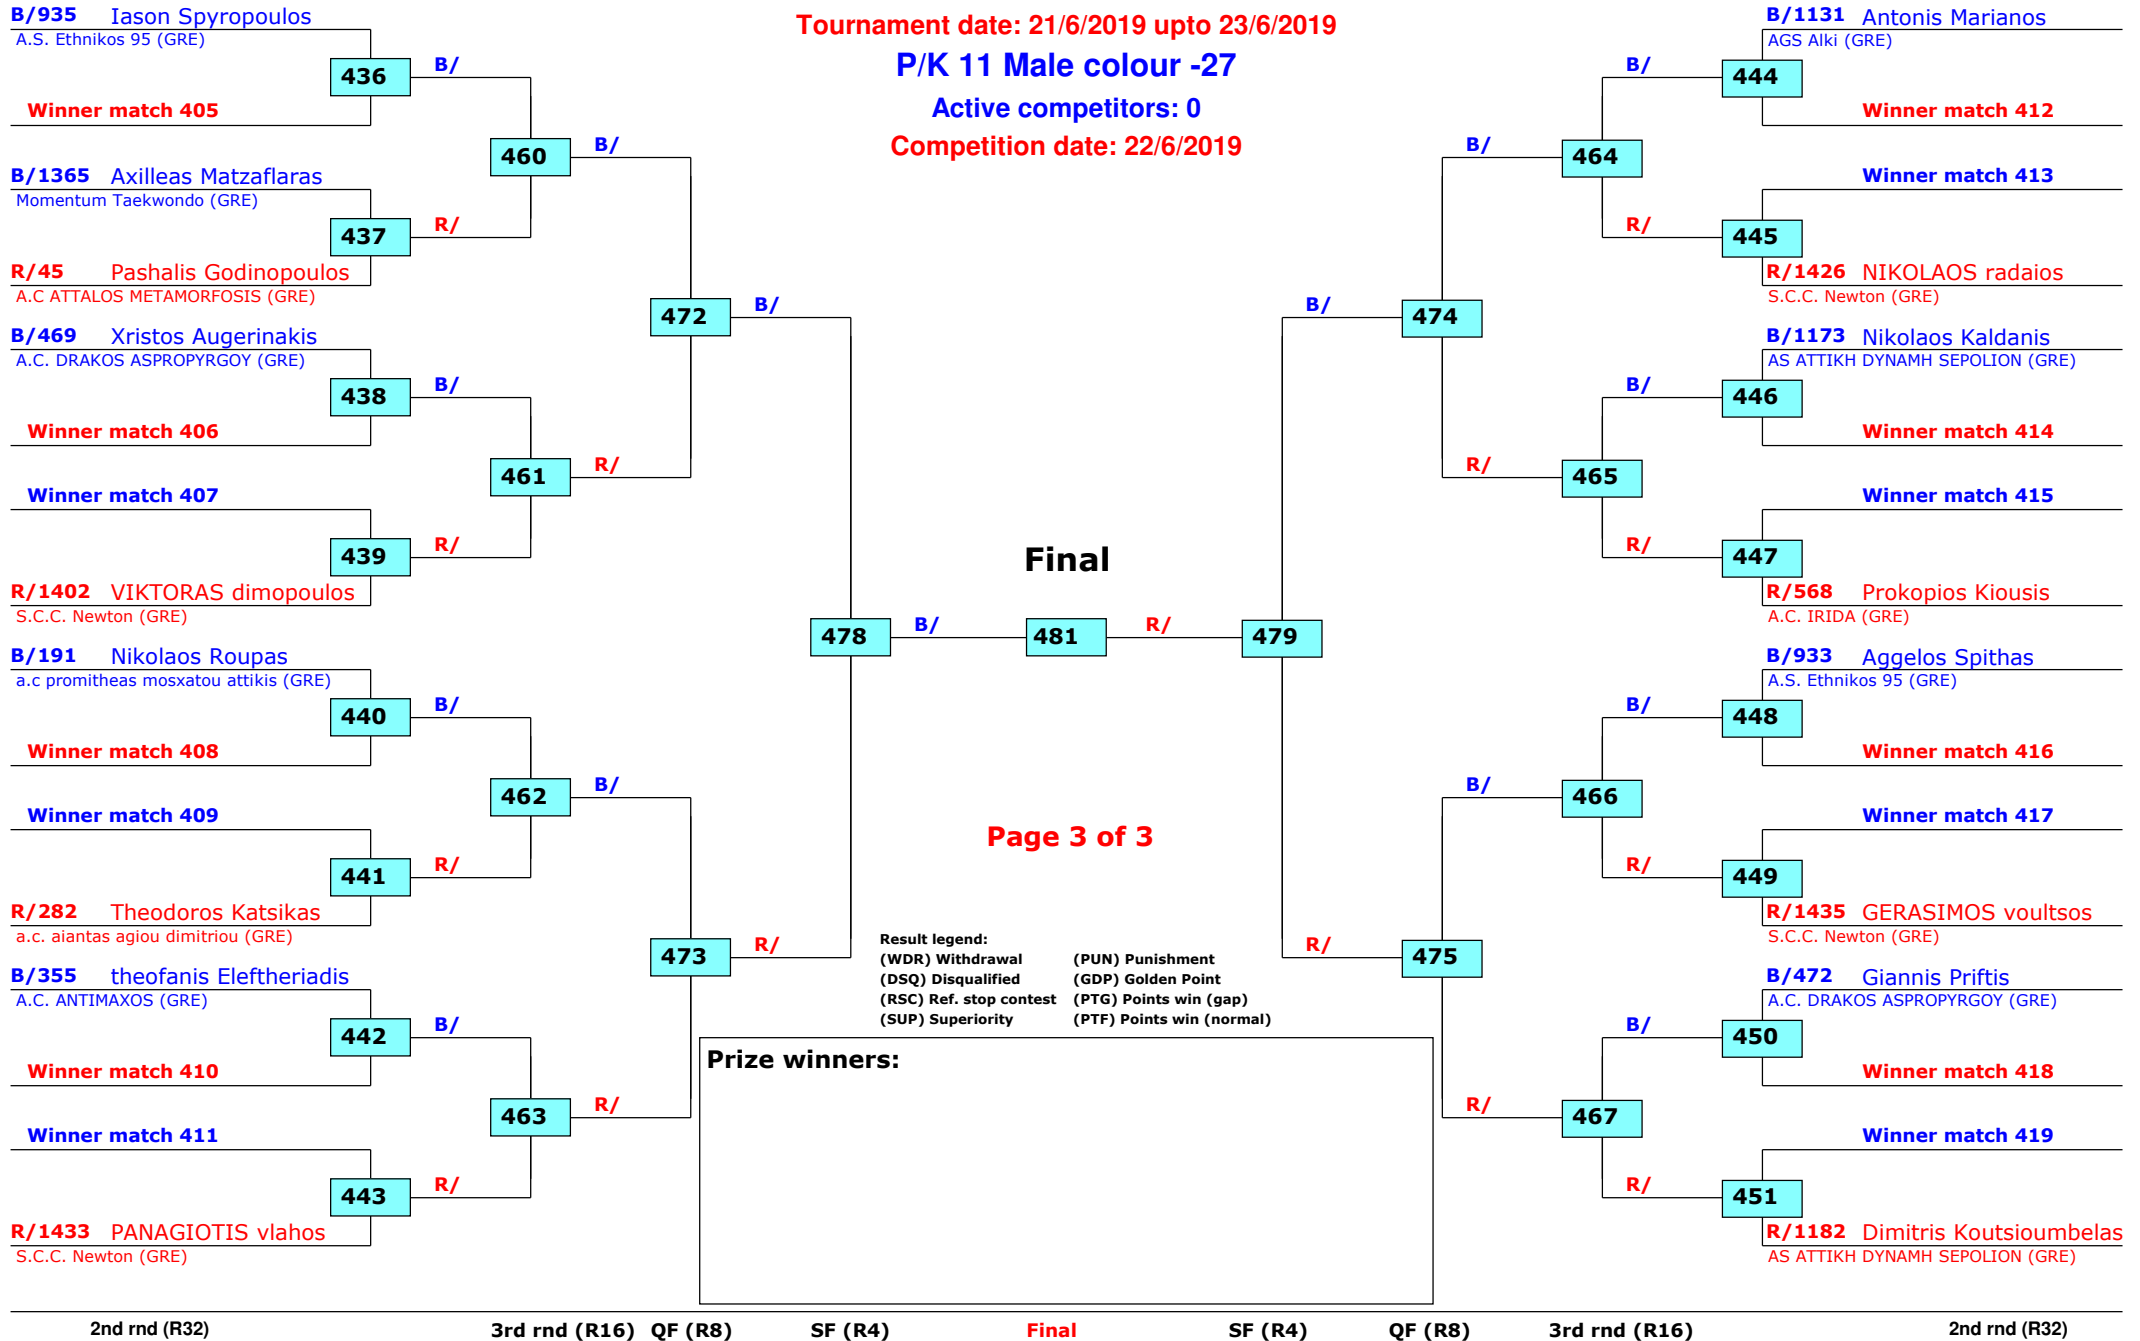 Tournament date: 21/6/2019 upto 23/6/2019
P/K 11 Male colour -27
Active competitors: 0
Competition date: 22/6/2019
B/935 Iason Spyropoulos
A.S. Ethnikos 95 (GRE)
436
B/
Winner match 405
460
B/
B/1365 Axilleas Matzaflaras
Momentum Taekwondo (GRE)
437
R/
R/45 Pashalis Godinopoulos
A.C ATTALOS METAMORFOSIS (GRE)
472
B/
B/469 Xristos Augerinakis
A.C. DRAKOS ASPROPYRGOY (GRE)
438
B/
Winner match 406
461
R/
Winner match 407
439
R/
R/1402 VIKTORAS dimopoulos
S.C.C. Newton (GRE)
478
B/
B/191 Nikolaos Roupas
a.c promitheas mosxatou attikis (GRE)
440
B/
Winner match 408
462
B/
Winner match 409
441
R/
R/282 Theodoros Katsikas
a.c. aiantas agiou dimitriou (GRE)
473
R/
B/355 theofanis Eleftheriadis
A.C. ANTIMAXOS (GRE)
442
B/
Winner match 410
463
R/
Winner match 411
443
R/
R/1433 PANAGIOTIS vlahos
S.C.C. Newton (GRE)
Final
481
Page 3 of 3
Result legend:
(WDR) Withdrawal (PUN) Punishment
(DSQ) Disqualified (GDP) Golden Point
(RSC) Ref. stop contest (PTG) Points win (gap)
(SUP) Superiority (PTF) Points win (normal)
Prize winners:
B/1131 Antonis Marianos
AGS Alki (GRE)
B/
444
Winner match 412
B/
464
Winner match 413
R/
445
R/1426 NIKOLAOS radaios
S.C.C. Newton (GRE)
B/
474
B/1173 Nikolaos Kaldanis
AS ATTIKH DYNAMH SEPOLION (GRE)
B/
446
Winner match 414
R/
465
Winner match 415
R/
447
R/568 Prokopios Kiousis
A.C. IRIDA (GRE)
R/
479
B/933 Aggelos Spithas
A.S. Ethnikos 95 (GRE)
B/
448
Winner match 416
B/
466
Winner match 417
R/
449
R/1435 GERASIMOS voultsos
S.C.C. Newton (GRE)
R/
475
B/472 Giannis Priftis
A.C. DRAKOS ASPROPYRGOY (GRE)
B/
450
Winner match 418
R/
467
Winner match 419
R/
451
R/1182 Dimitris Koutsioumbelas
AS ATTIKH DYNAMH SEPOLION (GRE)
2nd rnd (R32) 3rd rnd (R16) QF (R8) SF (R4) Final SF (R4) QF (R8) 3rd rnd (R16) 2nd rnd (R32)